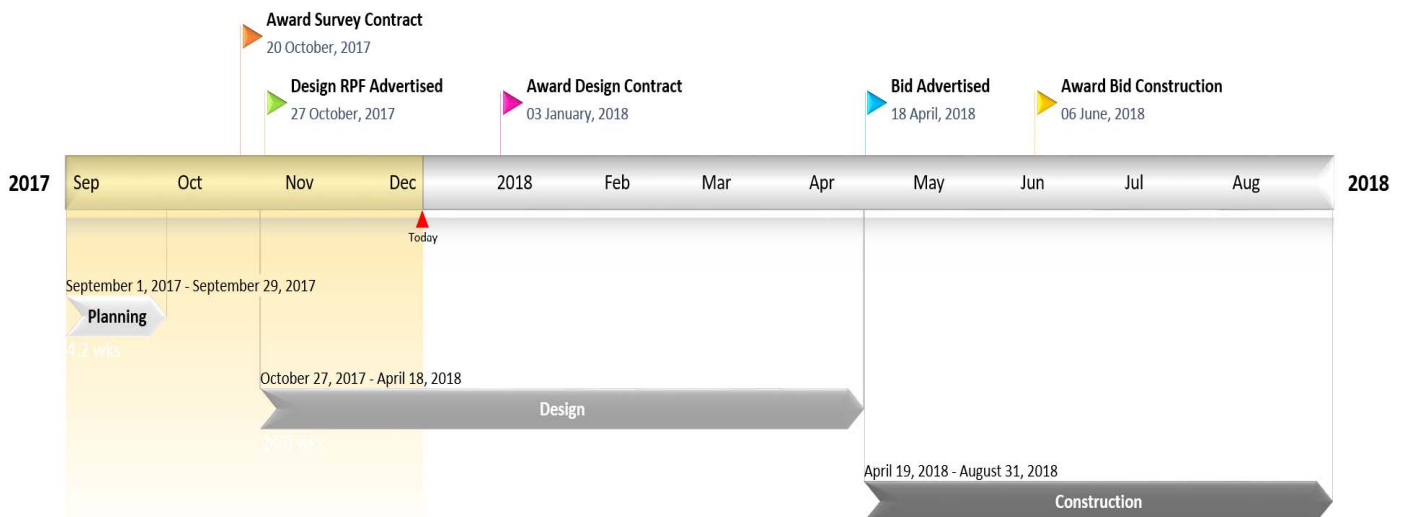 Award Survey Contract
20 October, 2017
Design RPF Advertised
27 October, 2017
Award Design Contract
03 January, 2018
Bid Advertised
18 April, 2018
Award Bid Construction
06 June, 2018
2017 Sep Oct Nov Dec 2018 Feb Mar Apr May Jun Jul Aug 2018
Today
September 1, 2017 - September 29, 2017
Planning
4.2 wks
October 27, 2017 - April 18, 2018
Design
24.8 wks
April 19, 2018 - August 31, 2018
Construction